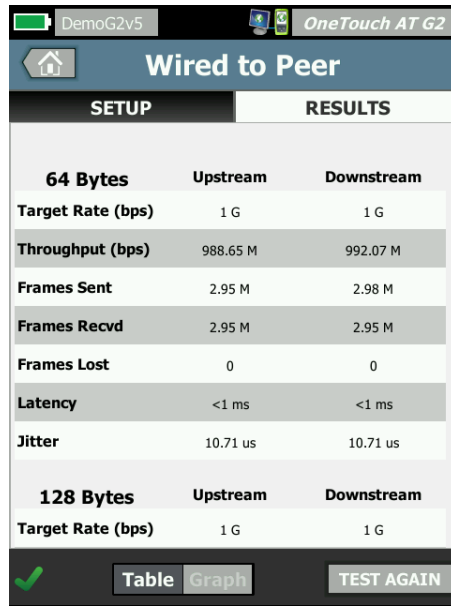 DemoG2v5
OneTouch AT G2
Wired to Peer
SETUP RESULTS
64 Bytes Upstream Downstream
Target Rate (bps) 1 G 1 G
Throughput (bps) 988.65 M 992.07 M
Frames Sent 2.95 M 2.98 M
Frames Recvd 2.95 M 2.95 M
Frames Lost 0 0
Latency <1 ms <1 ms
Jitter 10.71 us 10.71 us
128 Bytes Upstream Downstream
Target Rate (bps) 1 G 1 G
Table Graph TEST AGAIN